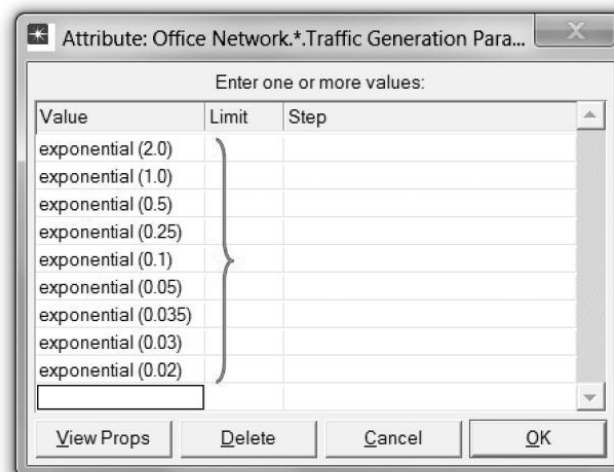 Attribute: Office Network.*.Traffic Generation Para...
X
Enter one or more values:
Value Limit Step
exponential (2.0)
exponential (1.0)
exponential (0.5)
exponential (0.25)
exponential (0.1)
exponential (0.05)
exponential (0.035)
exponential (0.03)
exponential (0.02)
View Props Delete Cancel OK